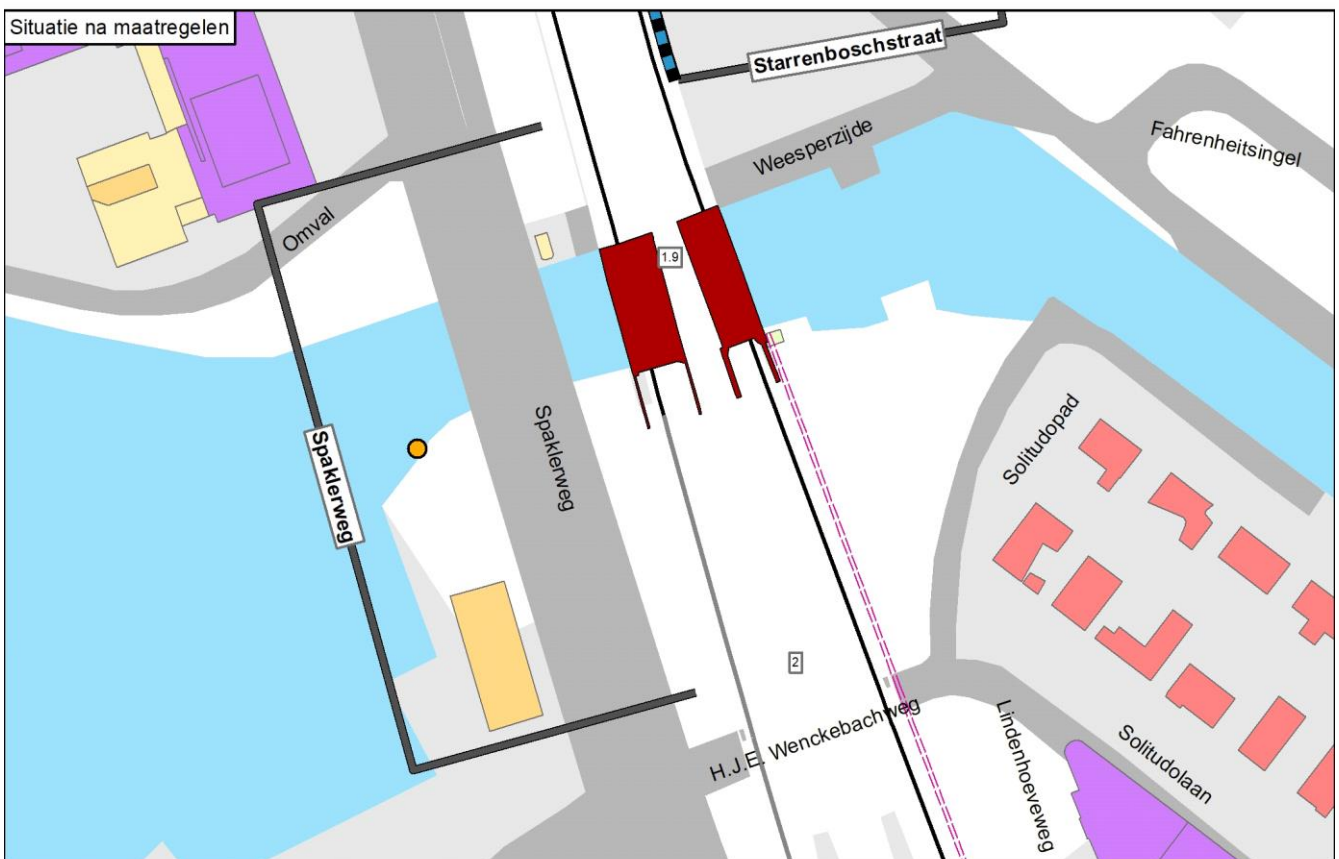 Situatie na maatregelen
Starrenboschstraat
Weesperzijde
Fahrenheitsingel
Omval
1.9
Spaklerweg
Spaklerweg
Solitudopad
2
H.J.E. Wenckebachweg
Lindenhoeveweg
Solitudolaan